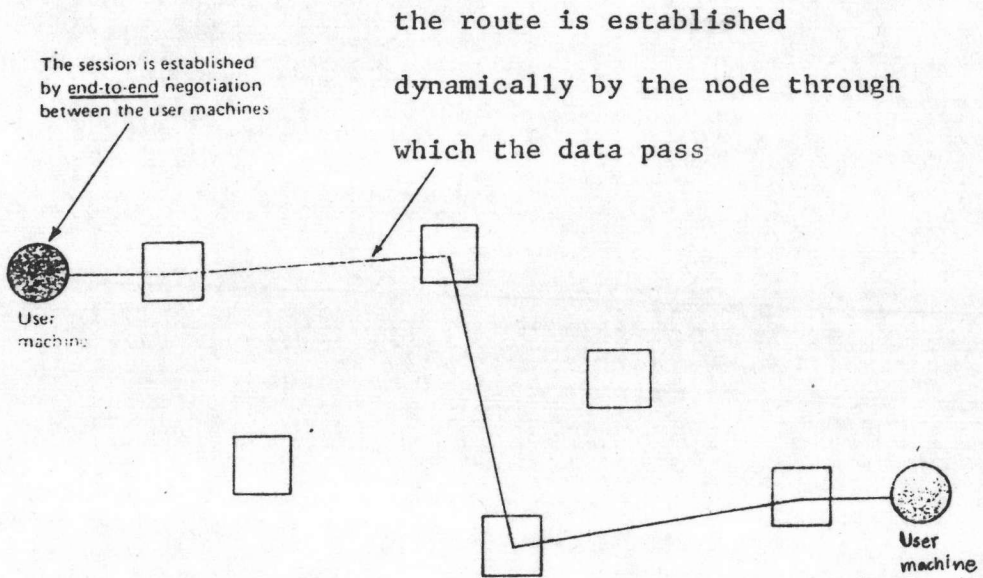 the route is established
dynamically by the node through
which the data pass
The session is established
by end-to-end negotiation
between the user machines
User
machine
User
machine